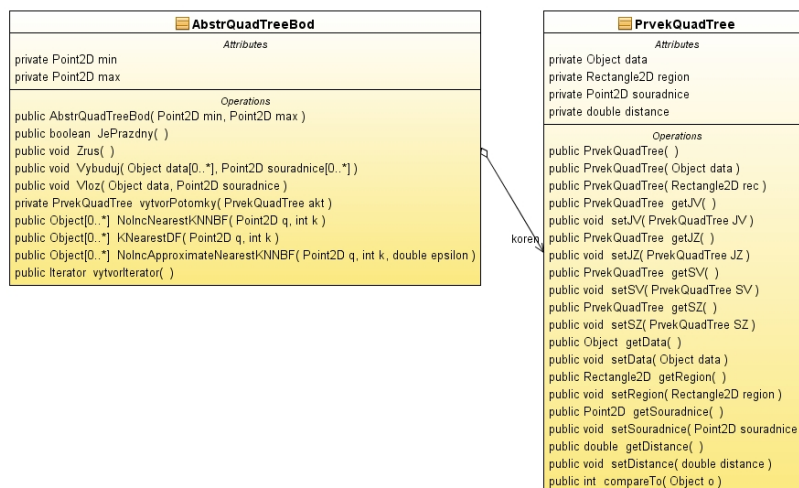 AbstrQuadTreeBod
Attributes
private Point2D min
private Point2D max
Operations
public AbstrQuadTreeBod( Point2D min, Point2D max )
public boolean JePrazdny( )
public void Zrus( )
public void Vybuduj( Object data[0..*], Point2D souradnice[0..*] )
public void Vloz( Object data, Point2D souradnice )
private PrvekQuadTree vytvorPotomky( PrvekQuadTree akt )
public Object[0..*] NoIncNearestKNNBF( Point2D q, int k )
public Object[0..*] KNearestDF( Point2D q, int k )
public Object[0..*] NoIncApproximateNearestKNNBF( Point2D q, int k, double epsilon )
public Iterator vytvorIterator( )
koren
PrvekQuadTree
Attributes
private Object data
private Rectangle2D region
private Point2D souradnice
private double distance
Operations
public PrvekQuadTree( )
public PrvekQuadTree( Object data )
public PrvekQuadTree( Rectangle2D rec )
public PrvekQuadTree getJV( )
public void setJV( PrvekQuadTree JV )
public PrvekQuadTree getJZ( )
public void setJZ( PrvekQuadTree JZ )
public PrvekQuadTree getSV( )
public void setSV( PrvekQuadTree SV )
public PrvekQuadTree getSZ( )
public void setSZ( PrvekQuadTree SZ )
public Object getData( )
public void setData( Object data )
public Rectangle2D getRegion( )
public void setRegion( Rectangle2D region )
public Point2D getSouradnice( )
public void setSouradnice( Point2D souradnice
public double getDistance( )
public void setDistance( double distance )
public int compareTo( Object o )